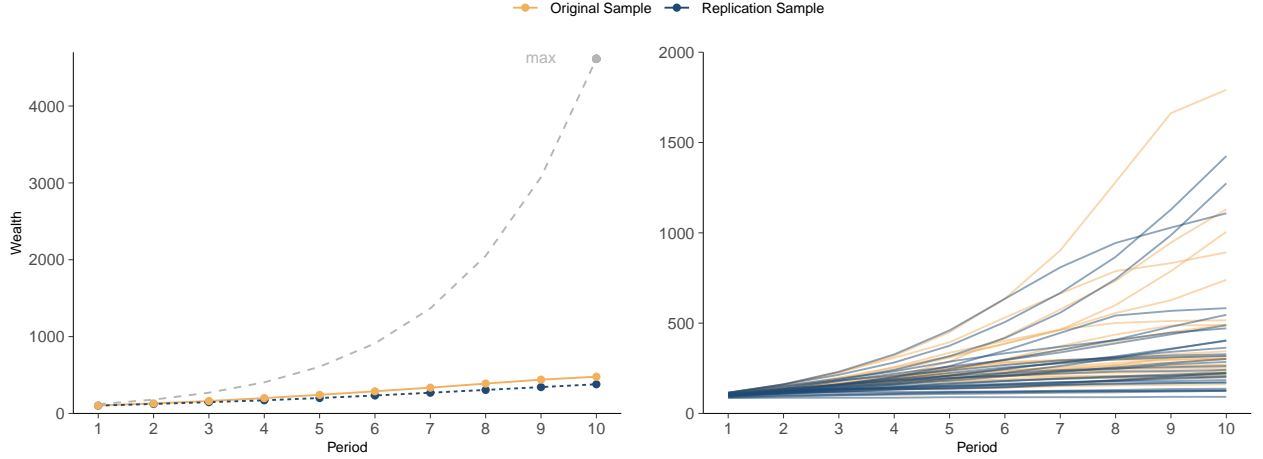 Original Sample
Replication Sample
max
4000
3000
2000
1000
0
Wealth
1 2 3 4 5 6 7 8 9 10
Period
2000
1500
1000
500
0
1 2 3 4 5 6 7 8 9 10
Period